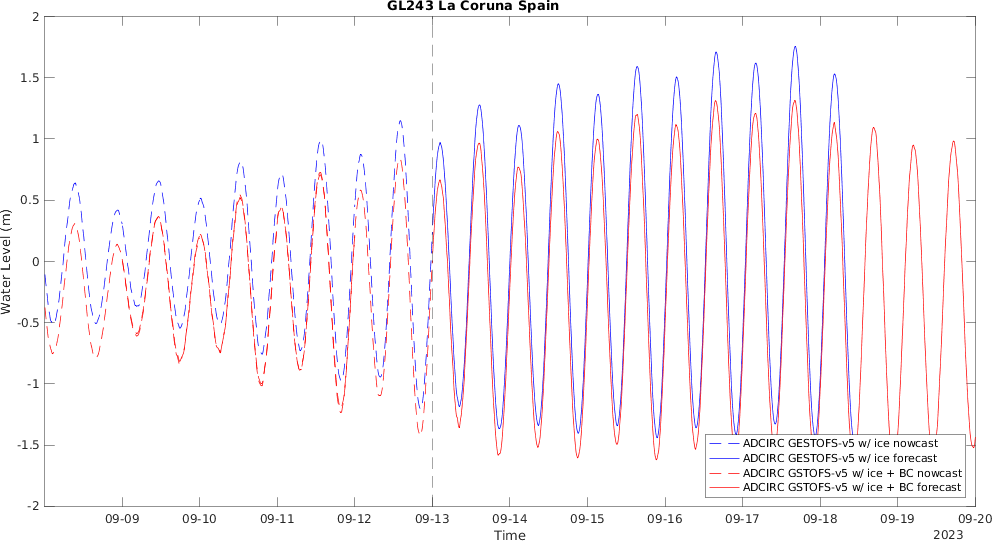 GL243 La Coruna Spain
2
1.5
1
0.5
0
-0.5
-1
-1.5
-2
Water Level (m)
ADCIRC GESTOFS-v5 w/ ice nowcast
ADCIRC GESTOFS-v5 w/ ice forecast
ADCIRC GSTOFS-v5 w/ ice + BC nowcast
ADCIRC GSTOFS-v5 w/ ice + BC forecast
09-09 09-10 09-11 09-12 09-13 09-14 09-15 09-16 09-17 09-18 09-19 09-20
Time
2023